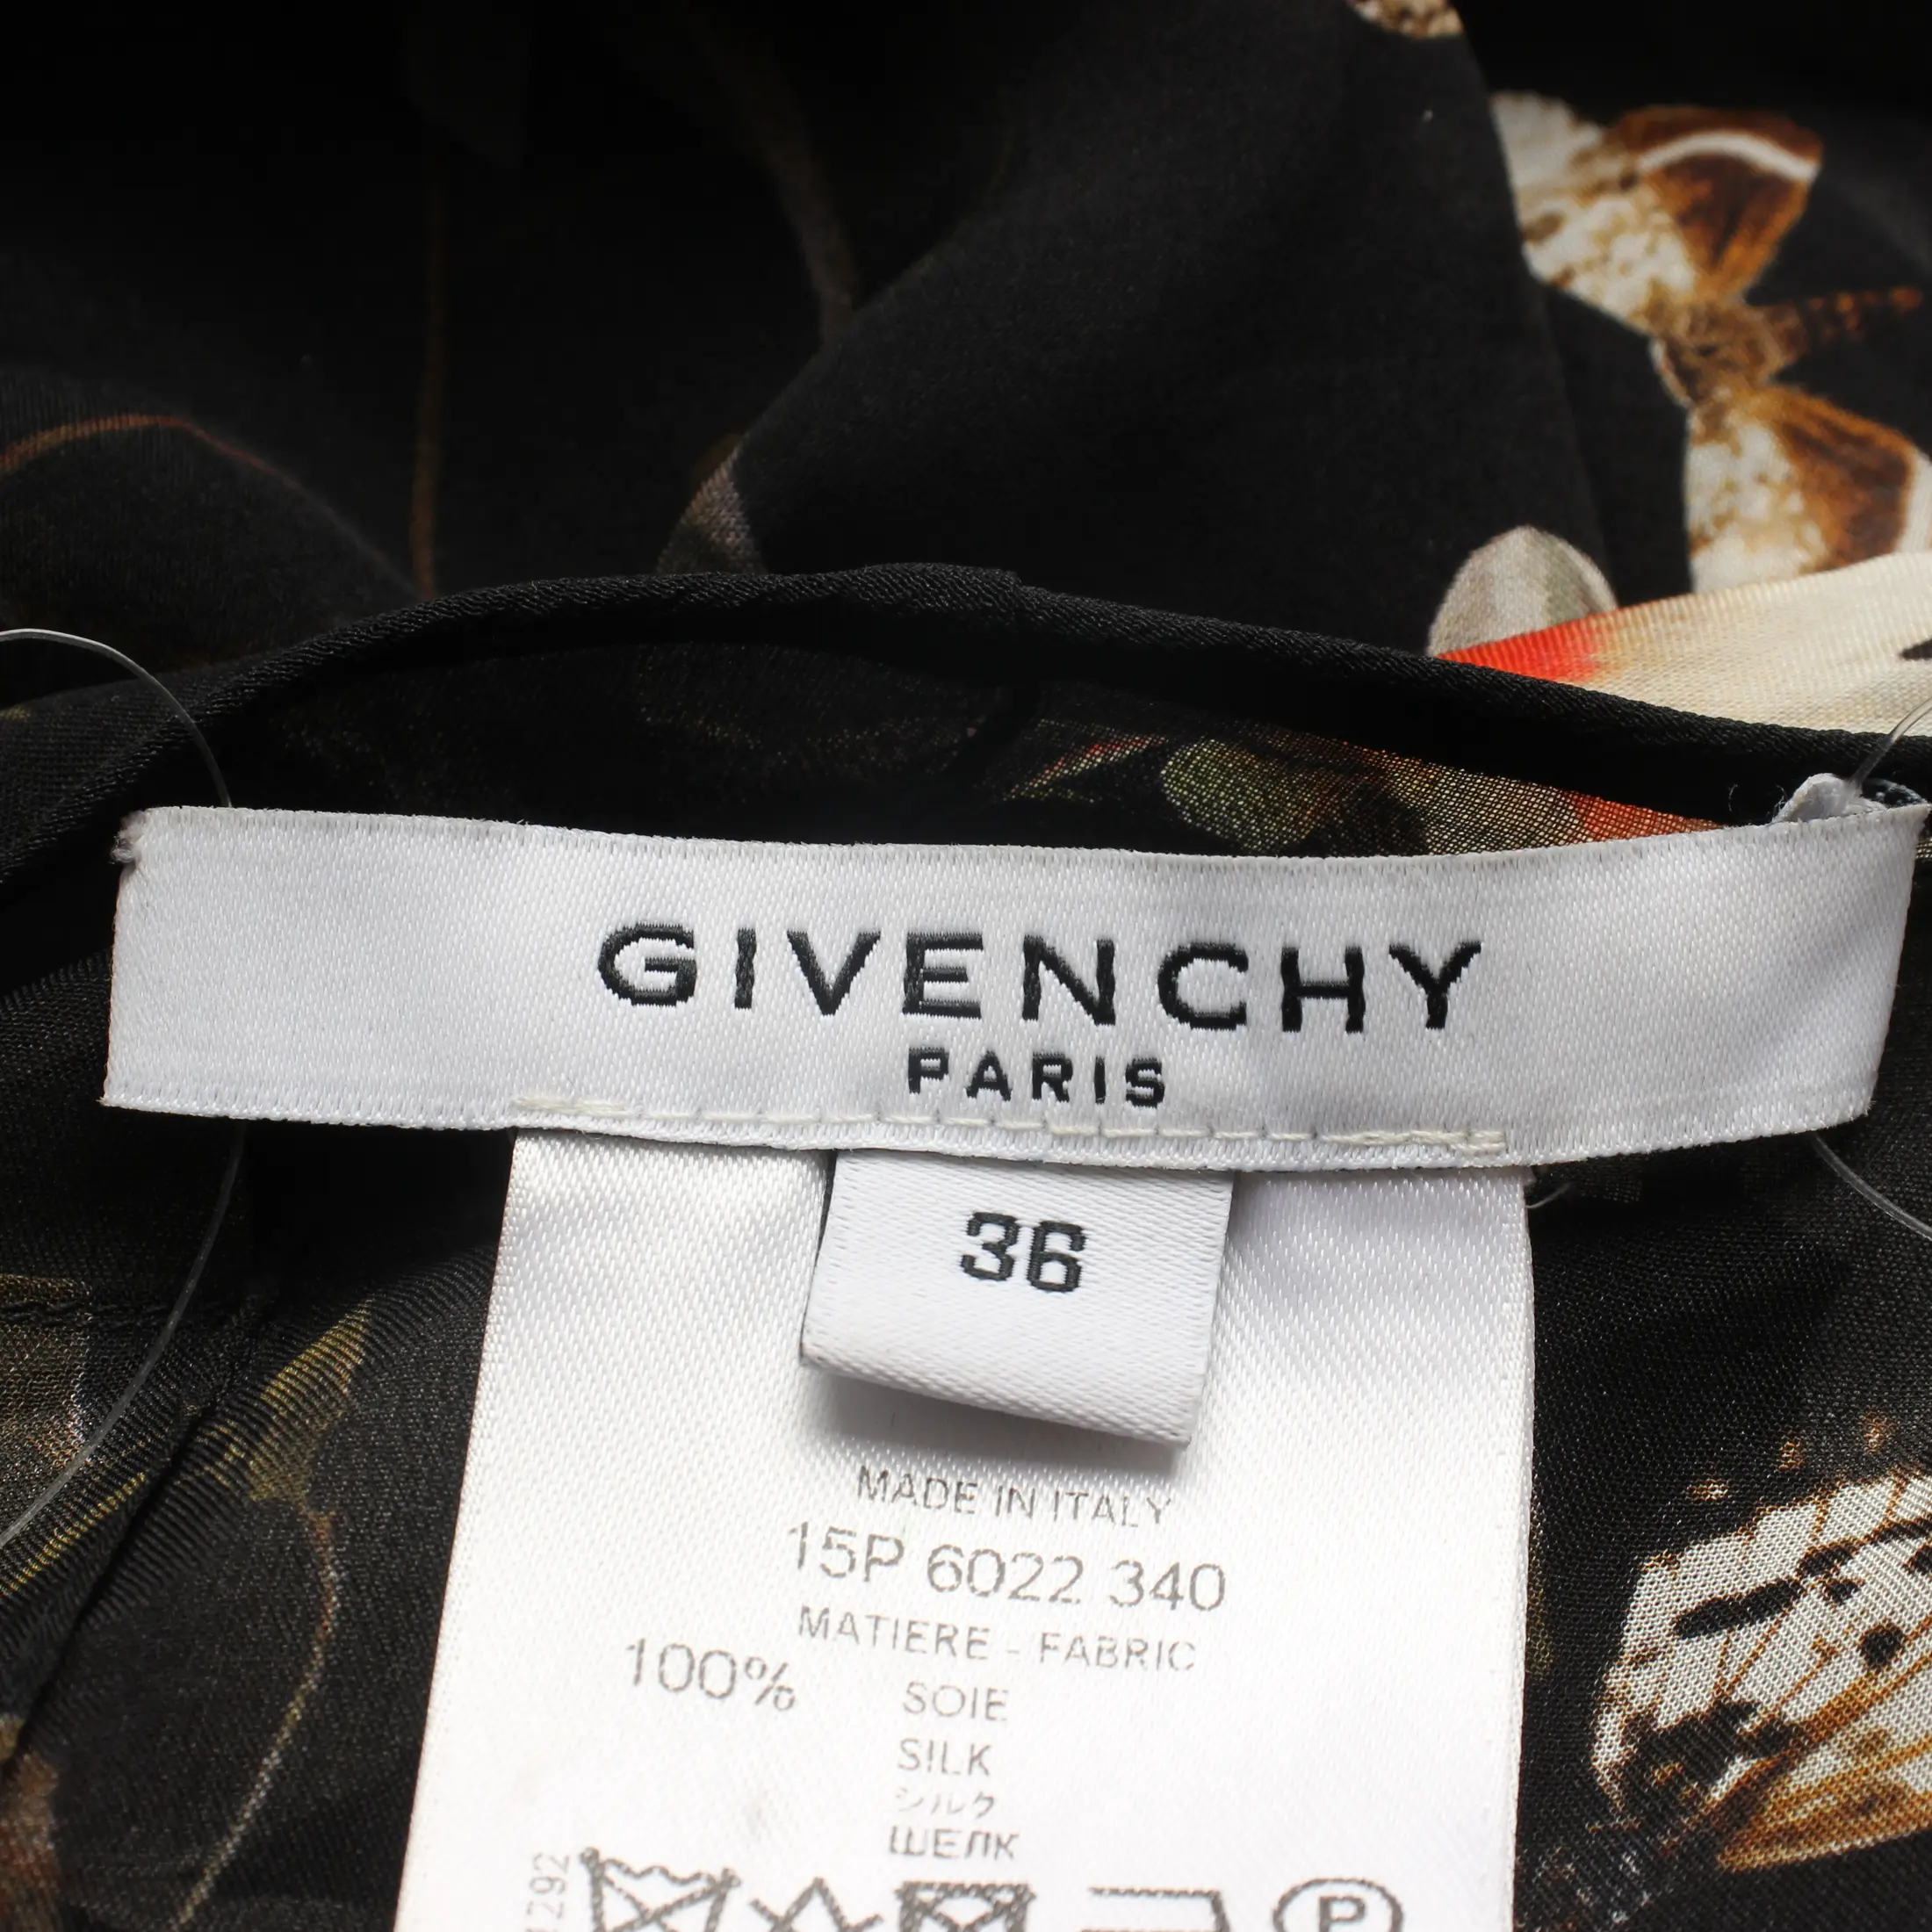 GIVENCHY
PARIS
36
MADE IN ITALY
15P 6022 340
MATIERE - FABRIC
100% SOIE
SILK
シルク
ШЕЛК
P